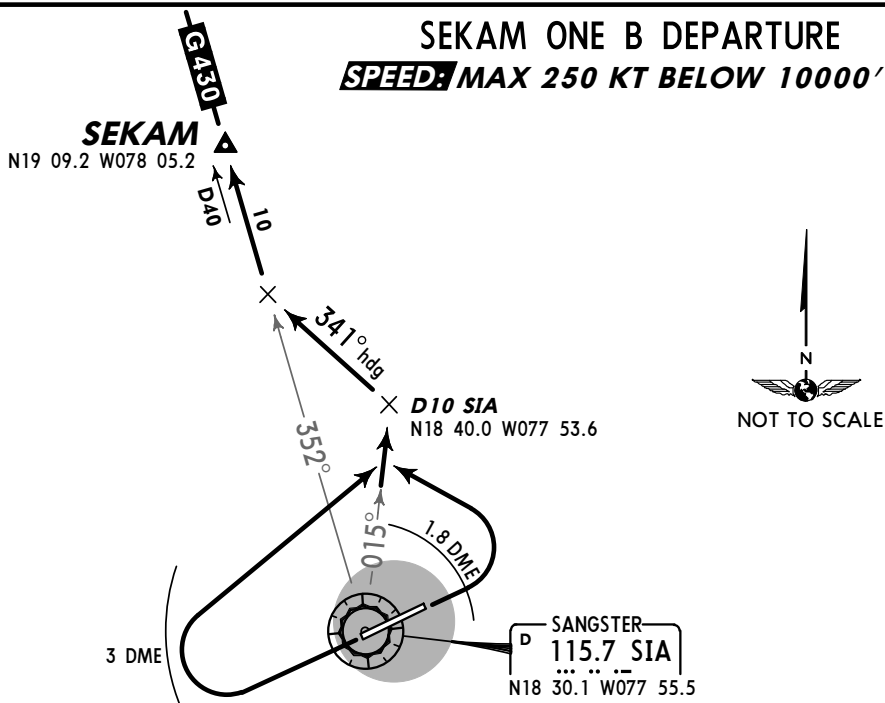 SEKAM ONE B DEPARTURE
SPEED: MAX 250 KT BELOW 10000'
G 430
SEKAM
N19 09.2 W078 05.2
D40
10
341° hdg
N
NOT TO SCALE
D10 SIA
N18 40.0 W077 53.6
352°
015°
1.8 DME
3 DME
SANGSTER
D 115.7 SIA
N18 30.1 W077 55.5